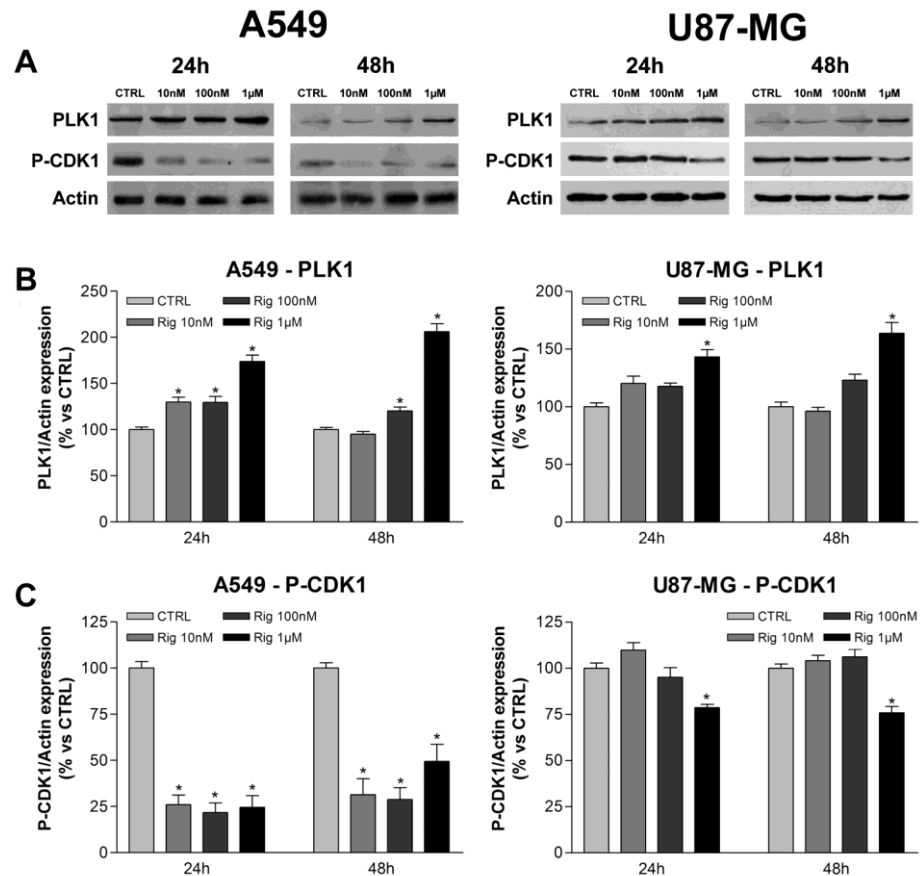 A549 U87-MG
A 24h 48h 24h 48h
CTRL 10nM 100nM 1µM CTRL 10nM 100nM 1µM CTRL 10nM 100nM 1µM CTRL 10nM 100nM 1µM
PLK1 PLK1
P-CDK1 P-CDK1
Actin Actin
B
A549 - PLK1
PLK1/Actin expression
(% vs CTRL)
250
200
150
100
50
0
CTRL Rig 100nM
Rig 10nM Rig 1µM
* * * * *
24h 48h
U87-MG - PLK1
PLK1/Actin expression
(% vs CTRL)
200
150
100
50
0
CTRL Rig 100nM
Rig 10nM Rig 1µM
* *
24h 48h
C
A549 - P-CDK1
P-CDK1/Actin expression
(% vs CTRL)
125
100
75
50
25
0
CTRL Rig 100nM
Rig 10nM Rig 1µM
* * * * * *
24h 48h
U87-MG - P-CDK1
P-CDK1/Actin expression
(% vs CTRL)
125
100
75
50
25
0
CTRL Rig 100nM
Rig 10nM Rig 1µM
* *
24h 48h